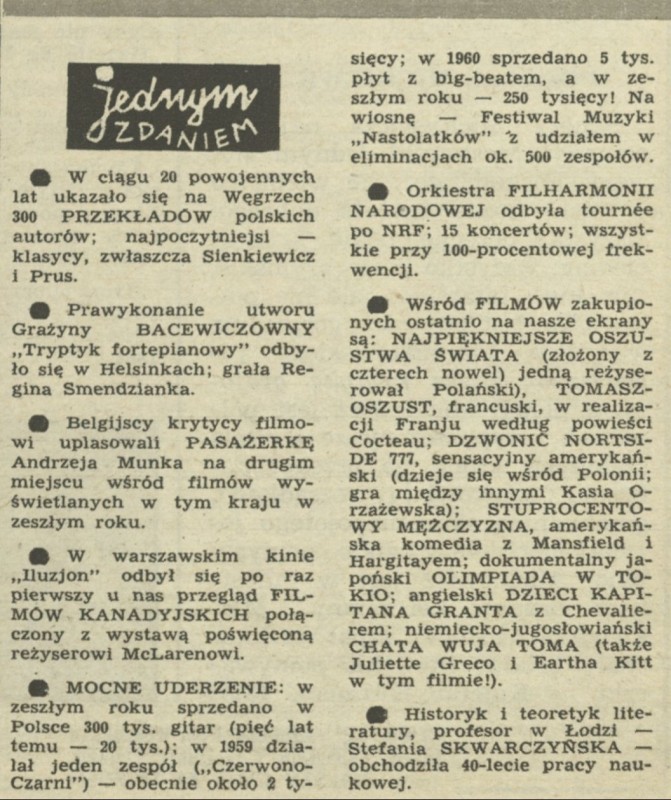 jednym
ZDANIEM
● W ciągu 20 powojennych
lat ukazało się na Węgrzech
300 PRZEKŁADÓW polskich
autorów; najpoczytniejsi —
klasycy, zwłaszcza Sienkiewicz
i Prus.
● Prawykonanie utworu
Grażyny BACEWICZÓWNY
„Tryptyk fortepianowy” odby-
ło się w Helsinkach; grała Re-
gina Smendzianka.
● Belgijscy krytycy filmo-
wi uplasowali PASAŻERKĘ
Andrzeja Munka na drugim
miejscu wśród filmów wy-
świetlanych w tym kraju w
zeszłym roku.
● W warszawskim kinie
„Iluzjon” odbył się po raz
pierwszy u nas przegląd FIL-
MÓW KANADYJSKICH połą-
czony z wystawą poświęconą
reżyserowi McLarenowi.
● MOCNE UDERZENIE: w
zeszłym roku sprzedano w
Polsce 300 tys. gitar (pięć lat
temu — 20 tys.); w 1959 dzia-
łał jeden zespół („Czerwono-
Czarni”) — obecnie około 2 ty-
sięcy; w 1960 sprzedano 5 tys.
płyt z big-beatem, a w ze-
szłym roku — 250 tysięcy! Na
wiosnę — Festiwal Muzyki
„Nastolatków” z udziałem w
eliminacjach ok. 500 zespołów.
● Orkiestra FILHARMONII
NARODOWEJ odbyła tournée
po NRF; 15 koncertów; wszyst-
kie przy 100-procentowej frek-
wencji.
● Wśród FILMÓW zakupio-
nych ostatnio na nasze ekrany
są: NAJPIĘKNIEJSZE OSZU-
STWA ŚWIATA (złożony z
czterech nowel) jedną reżyse-
rował Polański), TOMASZ-
OSZUST, francuski, w realiza-
cji Franju według powieści
Cocteau; DZWONIĆ NORTSI-
DE 777, sensacyjny amerykań-
ski (dzieje się wśród Polonii;
gra między innymi Kasia O-
rzażewska); STUPROCENTO-
WY MĘŻCZYZNA, amerykań-
ska komedia z Mansfield i
Hargitayem; dokumentalny ja-
poński OLIMPIADA W TO-
KIO; angielski DZIECI KAPI-
TANA GRANTA z Chevalie-
rem; niemiecko-jugosłowiański
CHATA WUJA TOMA (także
Juliette Greco i Eartha Kitt
w tym filmie!).
● Historyk i teoretyk lite-
ratury, profesor w Łodzi —
Stefania SKWARCZYŃSKA —
obchodziła 40-lecie pracy nau-
kowej.